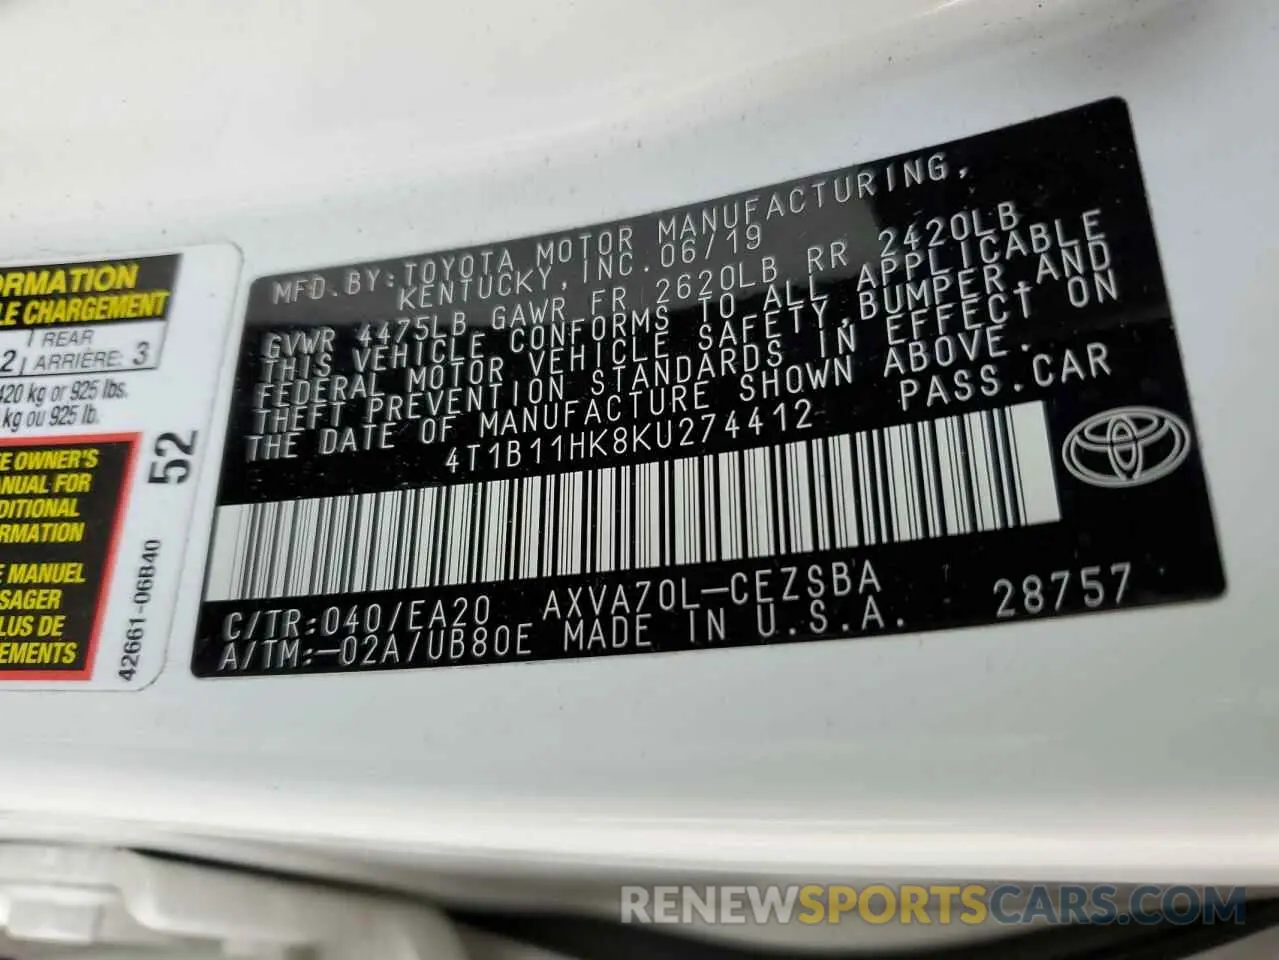 ORMATION
LE CHARGEMENT
REAR
2 ARRIÈRE: 3
420 kg or 925 lbs.
kg ou 925 lb.
E OWNER'S
ANUAL FOR
DITIONAL
RMATION
E MANUEL
SAGER
LUS DE
EMENTS
52
42661-06B40
MFD. BY: TOYOTA MOTOR MANUFACTURING,
KENTUCKY, INC. 06/19
GVWR 4475LB GAWR FR 2620LB RR 2420LB
THIS VEHICLE CONFORMS TO ALL APPLICABLE
FEDERAL MOTOR VEHICLE SAFETY, BUMPER, AND
THEFT PREVENTION STANDARDS IN EFFECT ON
THE DATE OF MANUFACTURE SHOWN ABOVE.
4T1B11HK8KU274412 PASS. CAR
C/TR: 040/EA20 AXVA70L-CEZSBA
A/TM:-02A/UB80E MADE IN U.S.A. 28757
RENEWSPORTSCARS.COM